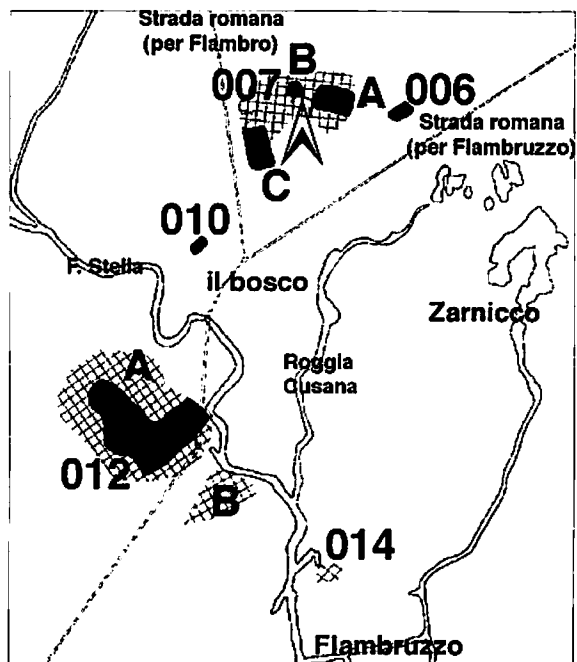 Strada romana
(per Flambro)
B
007
A
006
Strada romana
(per Flambruzzo)
C
010
F. Stella
il bosco
Zarnicco
Roggia
Cusana
A
012
B
014
Flambruzzo